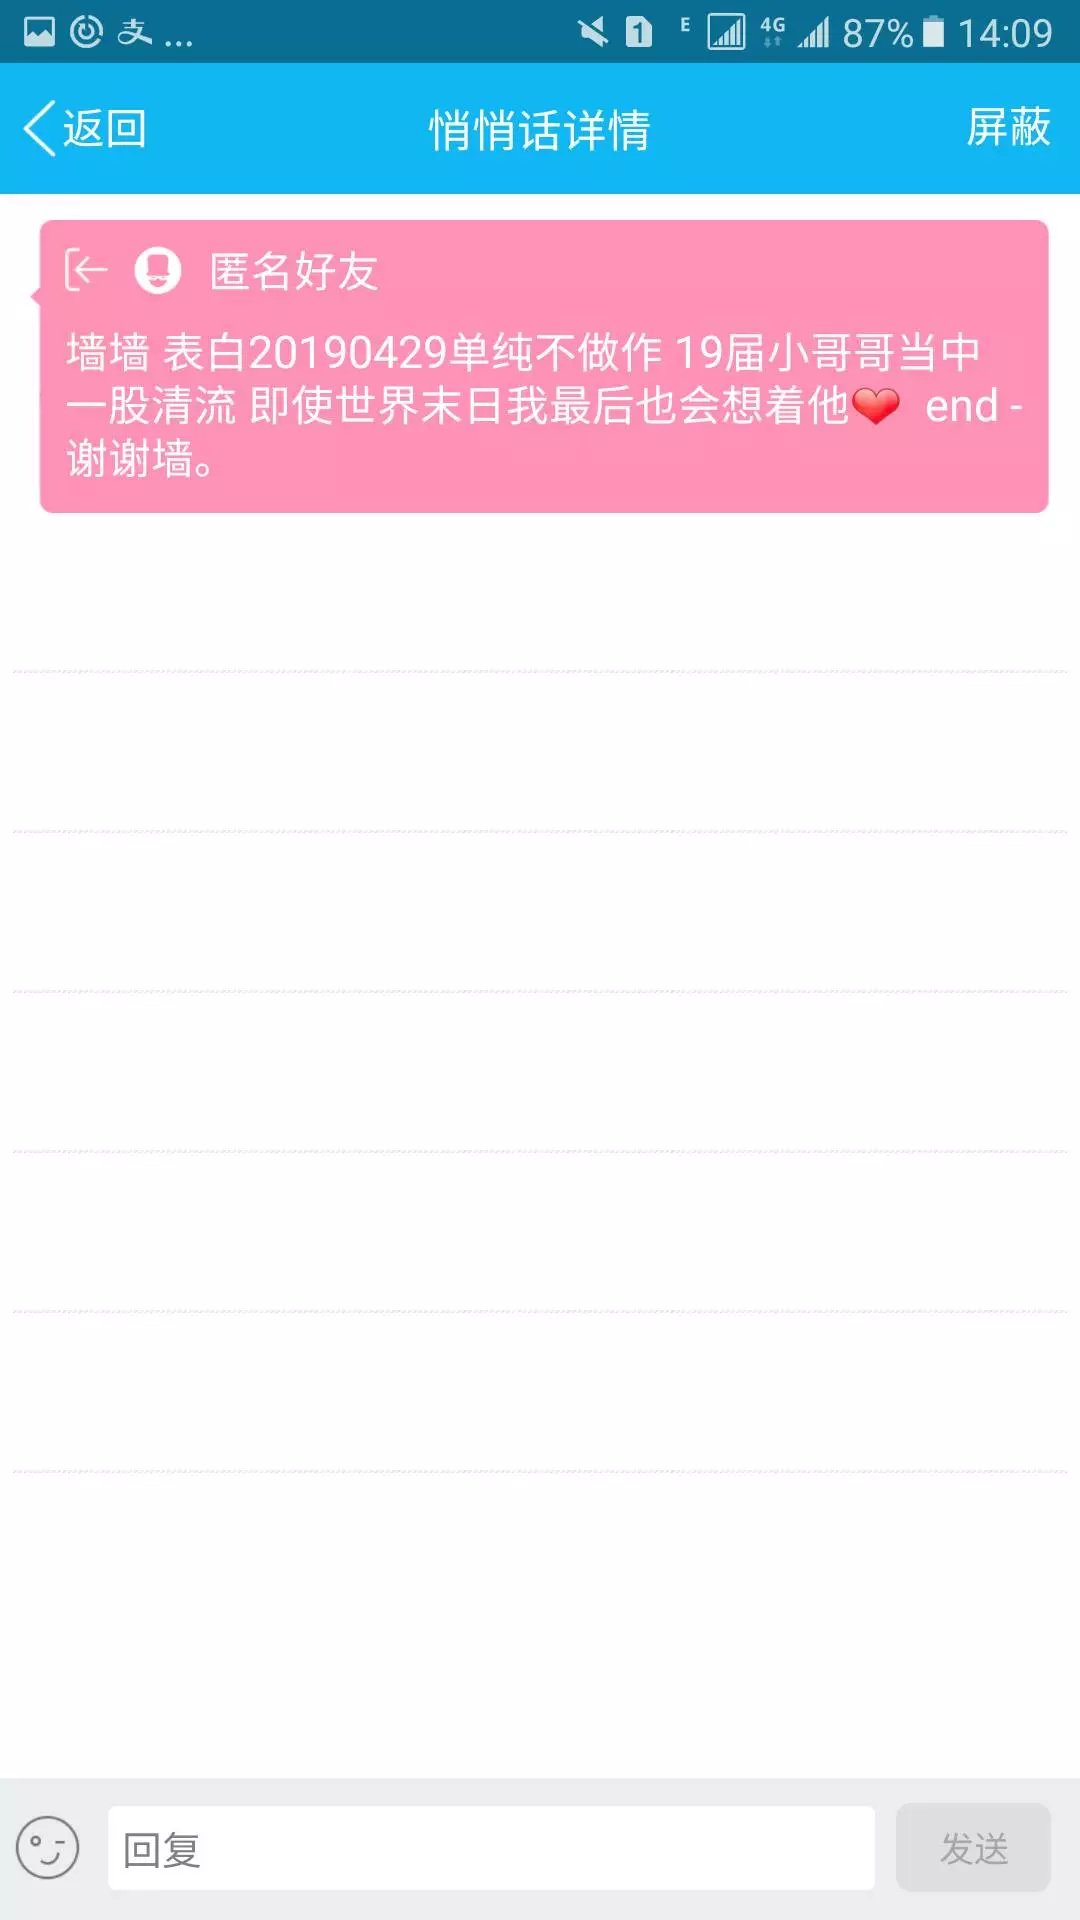 支 ... 1 E 4G 87% 14:09
返回 悄悄话详情 屏蔽
匿名好友
墙墙 表白20190429单纯不做作 19届小哥哥当中
一股清流 即使世界末日我最后也会想着他❤ end -
谢谢墙。
回复 发送